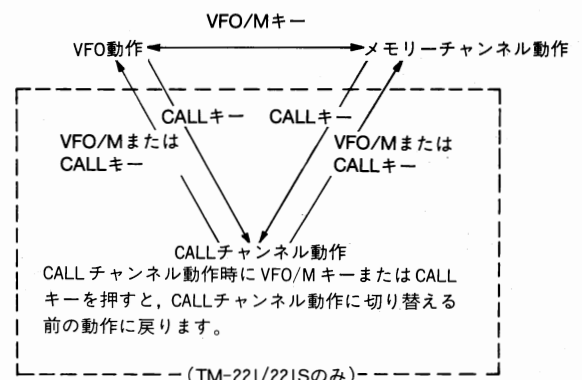 VFO/Mキー
VFO動作
メモリーチャンネル動作
CALLキー
CALLキー
VFO/Mまたは
CALLキー
VFO/Mまたは
CALLキー
CALLチャンネル動作
CALLチャンネル動作時にVFO/MキーまたはCALL
キーを押すと，CALLチャンネル動作に切り替える
前の動作に戻ります。
(TM-221/221Sのみ)